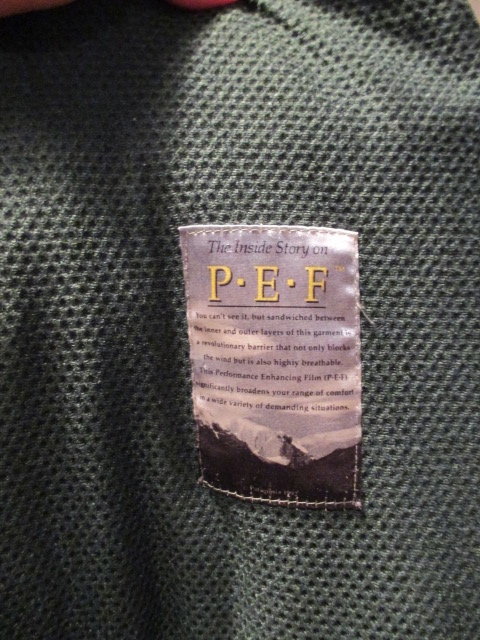 The Inside Story on
P·E·F™
You can't see it, but sandwiched between
the inner and outer layers of this garment is
a revolutionary barrier that not only blocks
the wind but is also highly breathable.
This Performance Enhancing Film (P·E·F)
significantly broadens your range of comfort
in a wide variety of demanding situations.